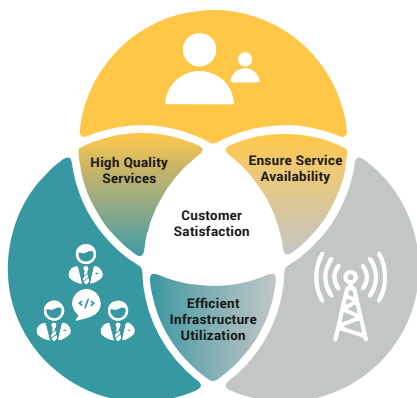 High Quality
Services
Ensure Service
Availability
Customer
Satisfaction
</>
Efficient
Infrastructure
Utilization